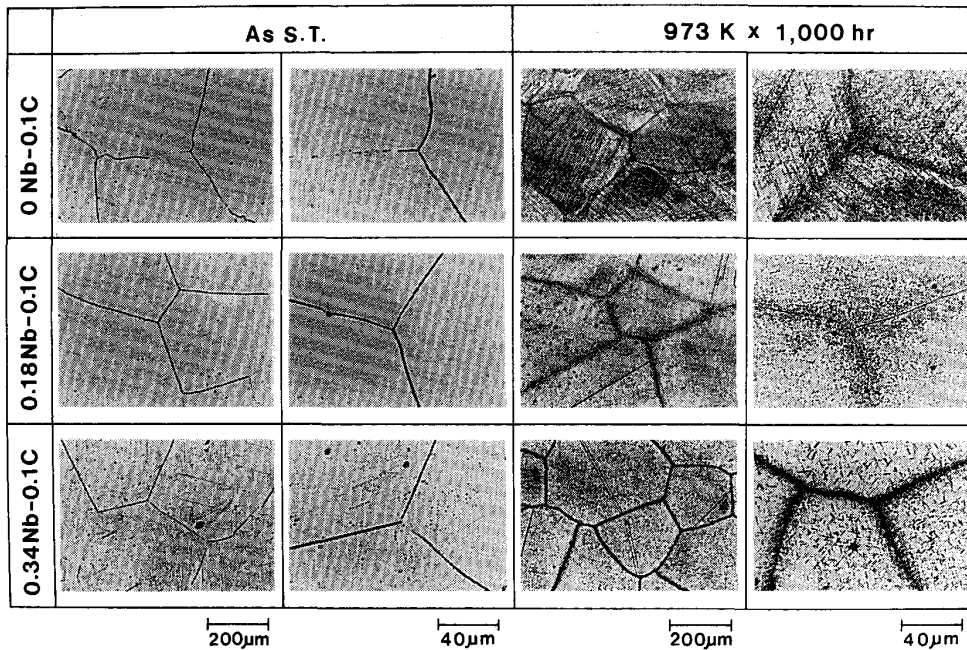 As S.T.
973 K x 1,000 hr
0 Nb-0.1C
0.18Nb-0.1C
0.34Nb-0.1C
200µm
40µm
200µm
40µm